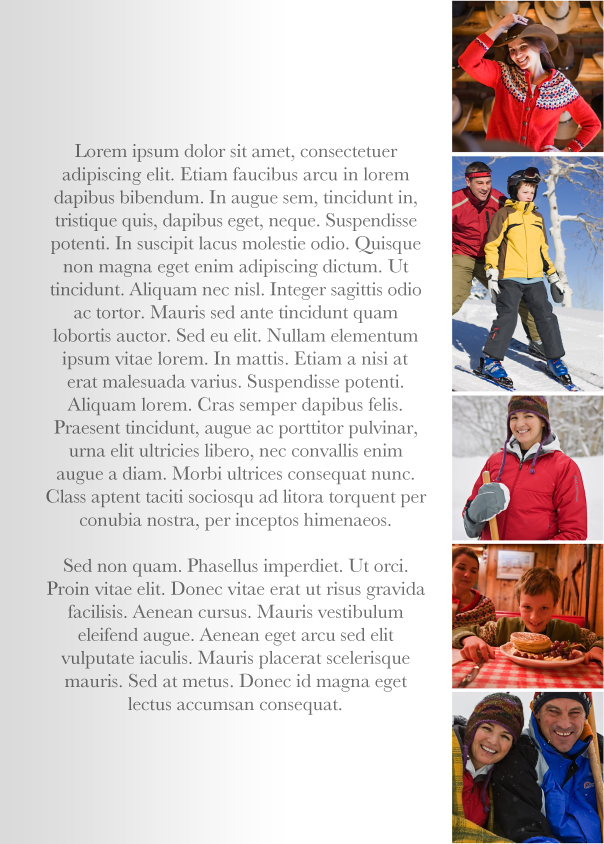 Lorem ipsum dolor sit amet, consectetuer
adipiscing elit. Etiam faucibus arcu in lorem
dapibus bibendum. In augue sem, tincidunt in,
tristique quis, dapibus eget, neque. Suspendisse
potenti. In suscipit lacus molestie odio. Quisque
non magna eget enim adipiscing dictum. Ut
tincidunt. Aliquam nec nisl. Integer sagittis odio
ac tortor. Mauris sed ante tincidunt quam
lobortis auctor. Sed eu elit. Nullam elementum
ipsum vitae lorem. In mattis. Etiam a nisi at
erat malesuada varius. Suspendisse potenti.
Aliquam lorem. Cras semper dapibus felis.
Praesent tincidunt, augue ac porttitor pulvinar,
urna elit ultricies libero, nec convallis enim
augue a diam. Morbi ultrices consequat nunc.
Class aptent taciti sociosqu ad litora torquent per
conubia nostra, per inceptos himenaeos.
Sed non quam. Phasellus imperdiet. Ut orci.
Proin vitae elit. Donec vitae erat ut risus gravida
facilisis. Aenean cursus. Mauris vestibulum
eleifend augue. Aenean eget arcu sed elit
vulputate iaculis. Mauris placerat scelerisque
mauris. Sed at metus. Donec id magna eget
lectus accumsan consequat.